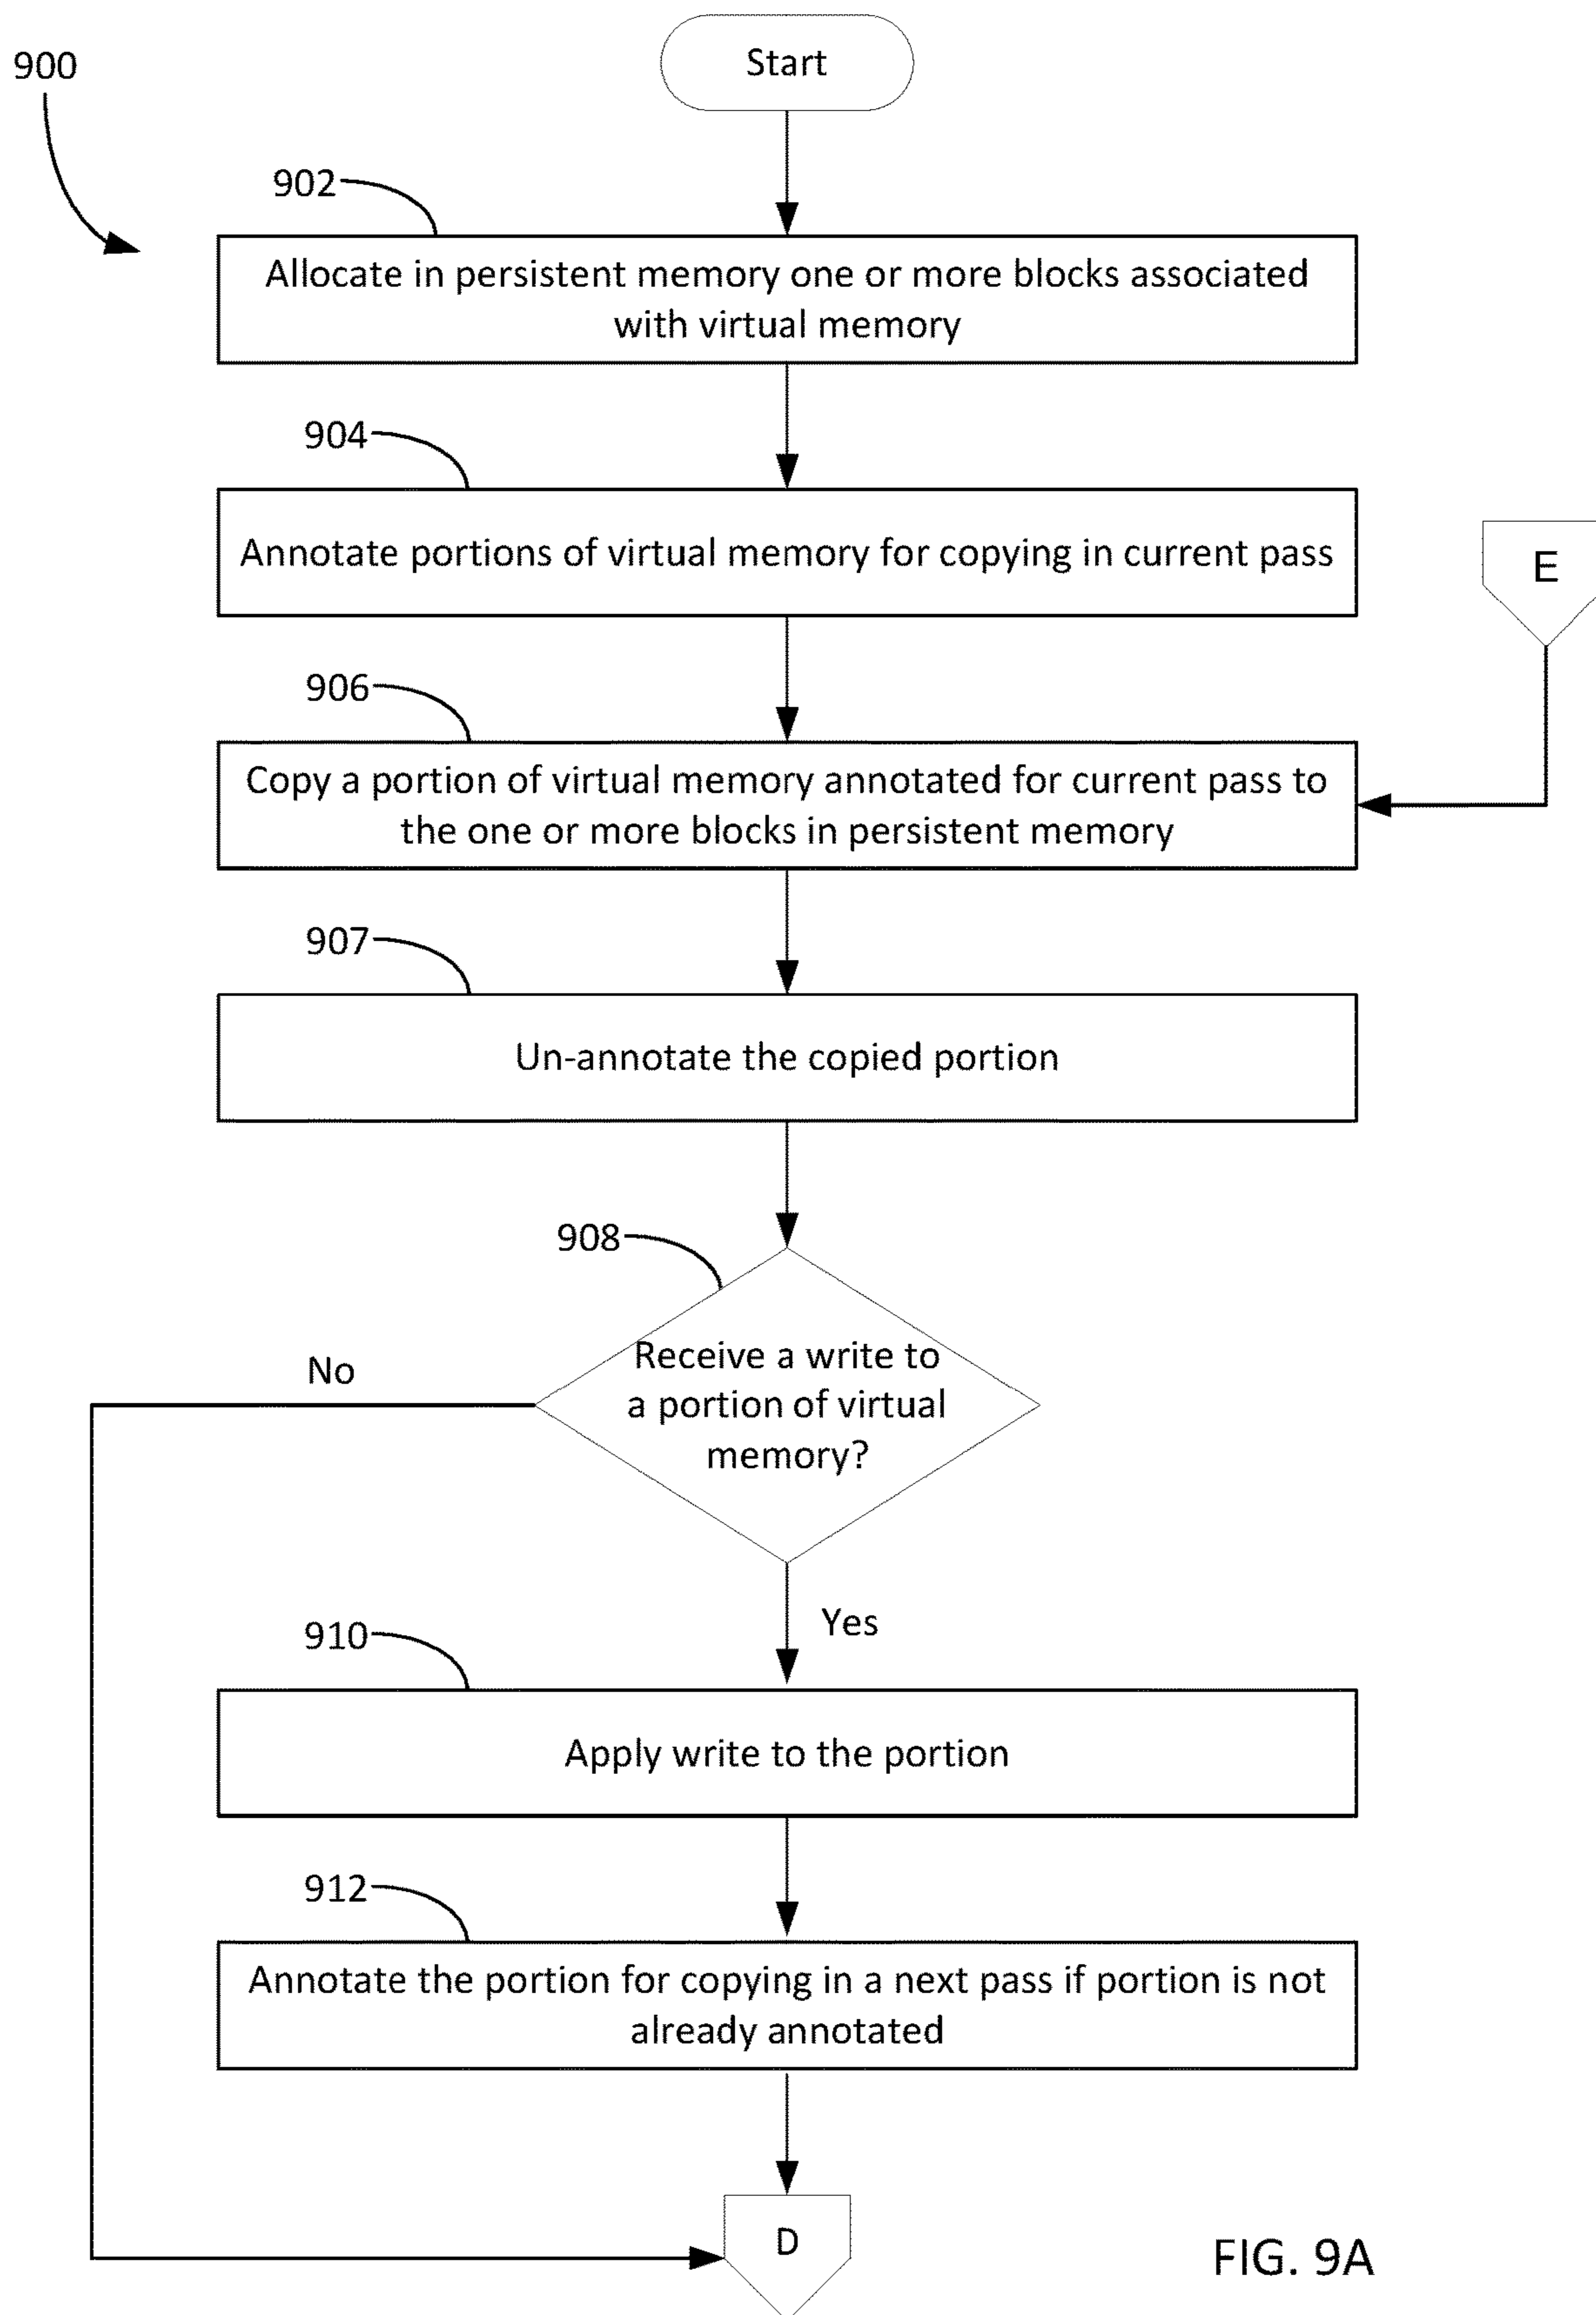 Start
900
902
Allocate in persistent memory one or more blocks associated
with virtual memory
904
Annotate portions of virtual memory for copying in current pass
E
906
Copy a portion of virtual memory annotated for current pass to
the one or more blocks in persistent memory
907
Un-annotate the copied portion
908
Receive a write to
a portion of virtual
memory?
No
Yes
910
Apply write to the portion
912
Annotate the portion for copying in a next pass if portion is not
already annotated
D
FIG. 9A